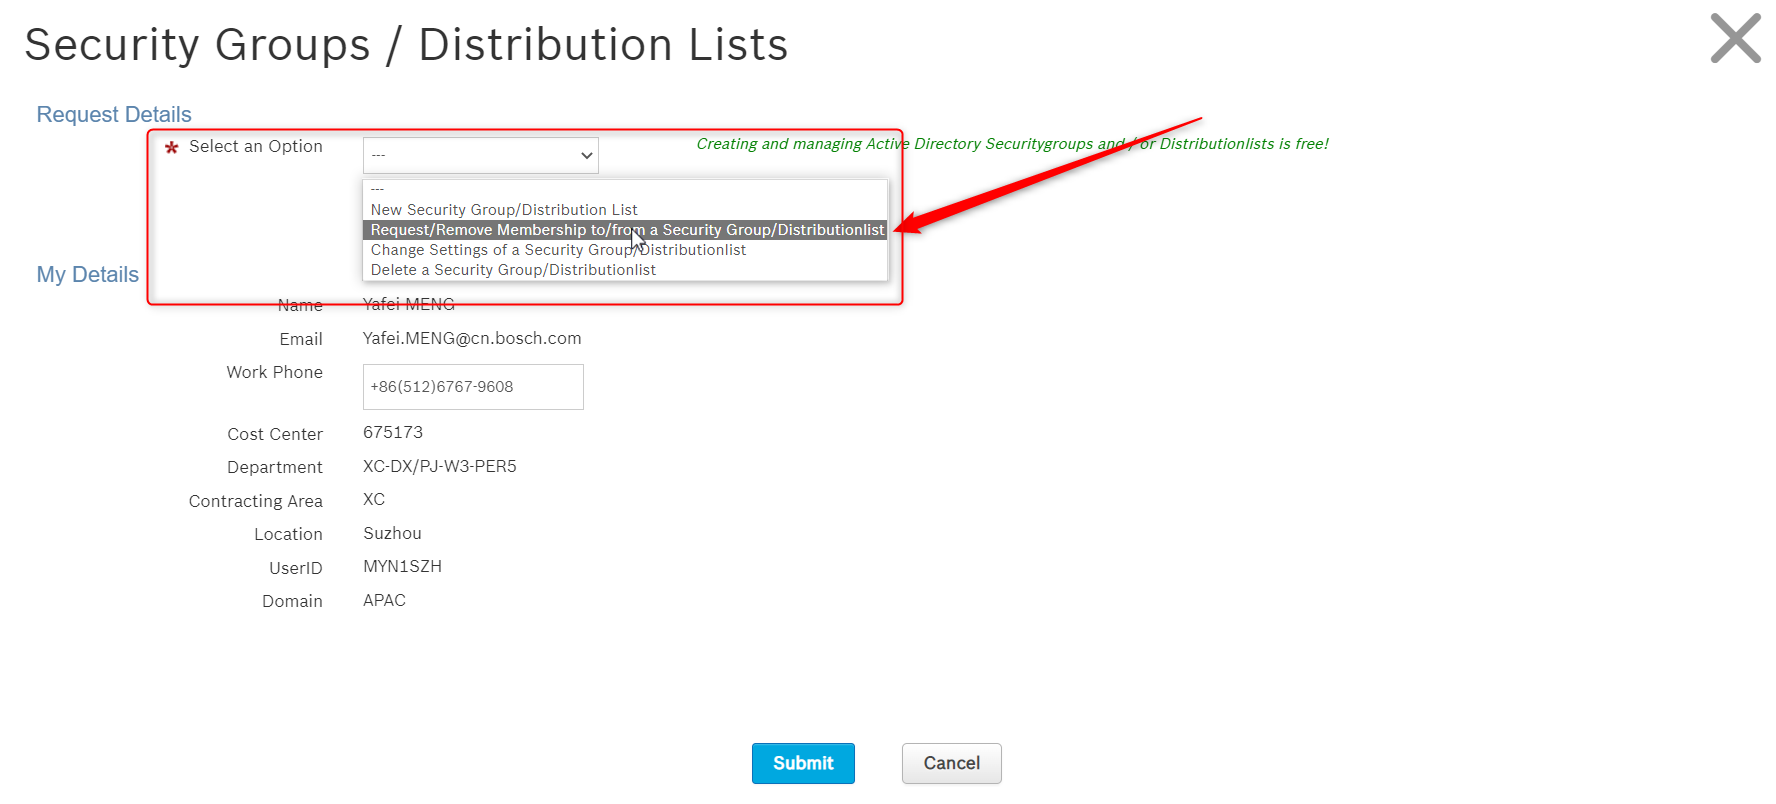 Security Groups / Distribution Lists
Request Details
* Select an Option
---
Creating and managing Active Directory Securitygroups and / or Distributionlists is free!
---
New Security Group/Distribution List
Request/Remove Membership to/from a Security Group/Distributionlist
Change Settings of a Security Group/Distributionlist
Delete a Security Group/Distributionlist
My Details
Name Yafei MENG
Email Yafei.MENG@cn.bosch.com
Work Phone +86(512)6767-9608
Cost Center 675173
Department XC-DX/PJ-W3-PER5
Contracting Area XC
Location Suzhou
UserID MYN1SZH
Domain APAC
Submit Cancel